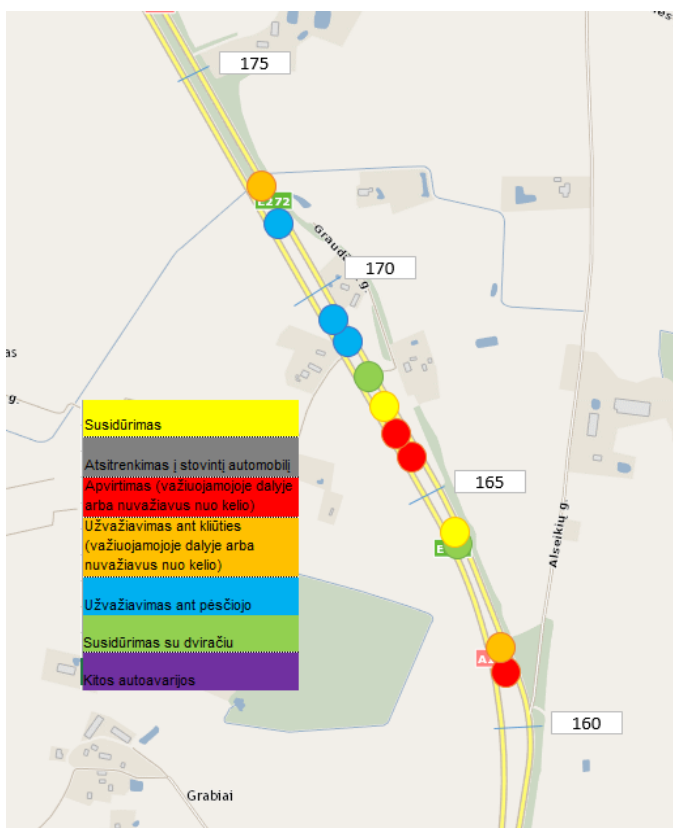 175
E272
Graudų g.
170
as
g.
Susidūrimas
Atsitrenkimas į stovintį automobilį
Apvirtimas (važiuojamojoje dalyje
arba nuvažiavus nuo kelio)
Užvažiavimas ant kliūties
(važiuojamojoje dalyje arba
nuvažiavus nuo kelio)
Užvažiavimas ant pėsčiojo
Susidūrimas su dviračiu
Kitos autoavarijos
165
Alseikių g.
160
Grabiai